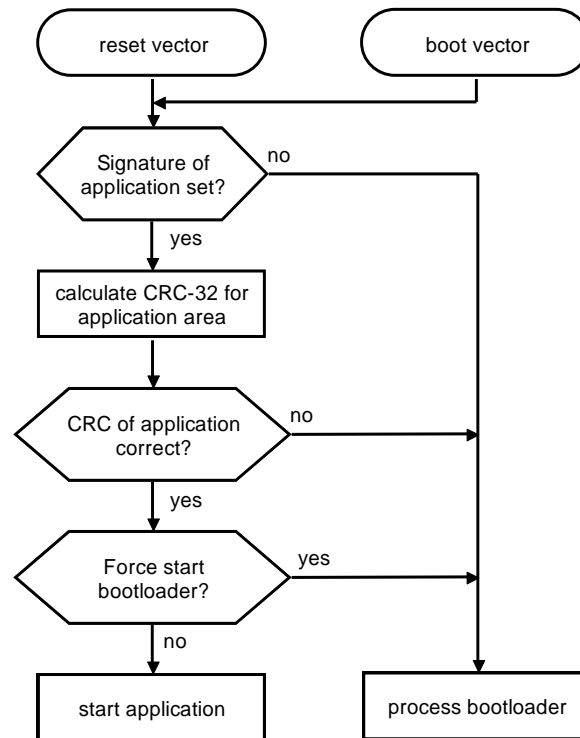 reset vector
boot vector
Signature of
application set?
no
yes
calculate CRC-32 for
application area
CRC of application
correct?
no
yes
Force start
bootloader?
yes
no
start application
process bootloader